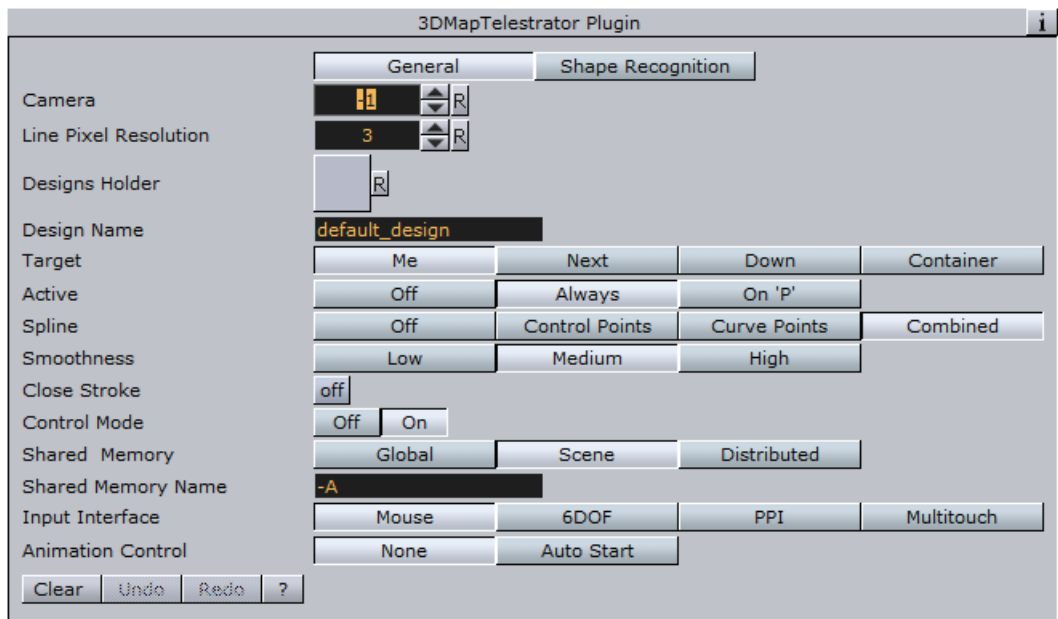 3DMapTelestrator Plugin i
General Shape Recognition
Camera -1 R
Line Pixel Resolution 3 R
Designs Holder R
Design Name default_design
Target Me Next Down Container
Active Off Always On 'P'
Spline Off Control Points Curve Points Combined
Smoothness Low Medium High
Close Stroke off
Control Mode Off On
Shared Memory Global Scene Distributed
Shared Memory Name -A
Input Interface Mouse 6DOF PPI Multitouch
Animation Control None Auto Start
Clear Undo Redo ?